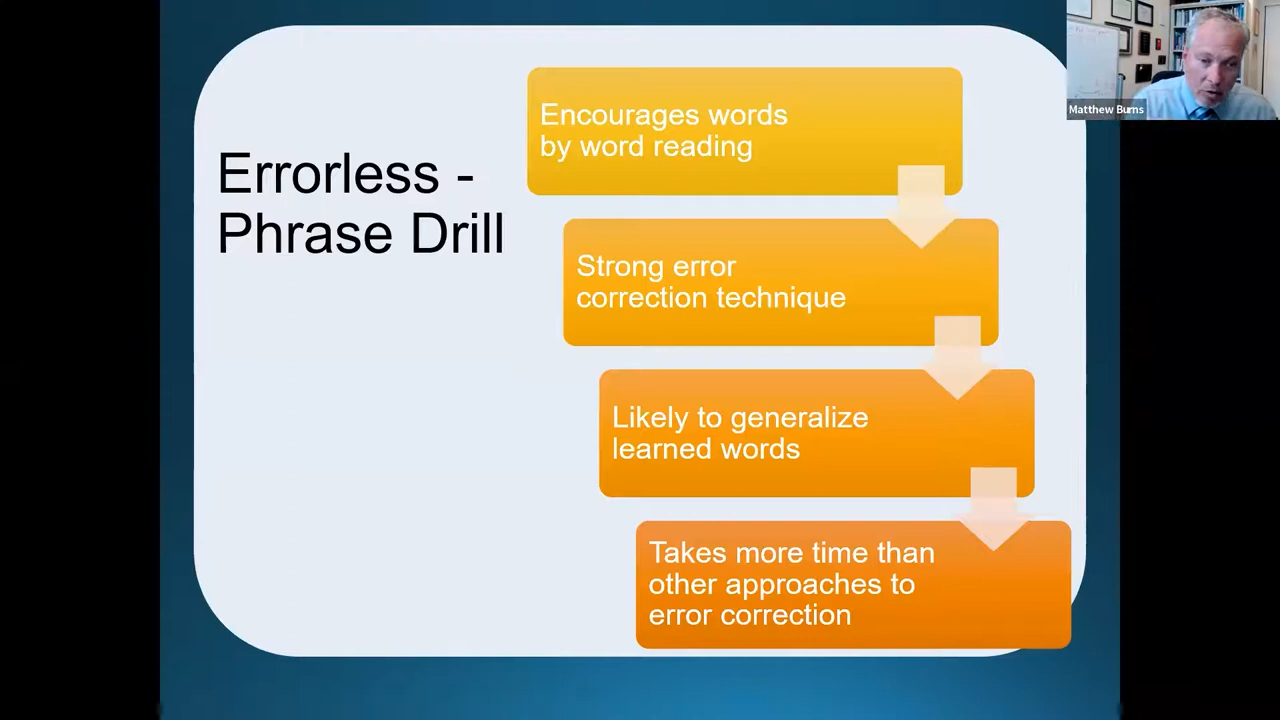 Errorless -
Phrase Drill
Encourages words
by word reading
Strong error
correction technique
Likely to generalize
learned words
Takes more time than
other approaches to
error correction
Matthew Burns